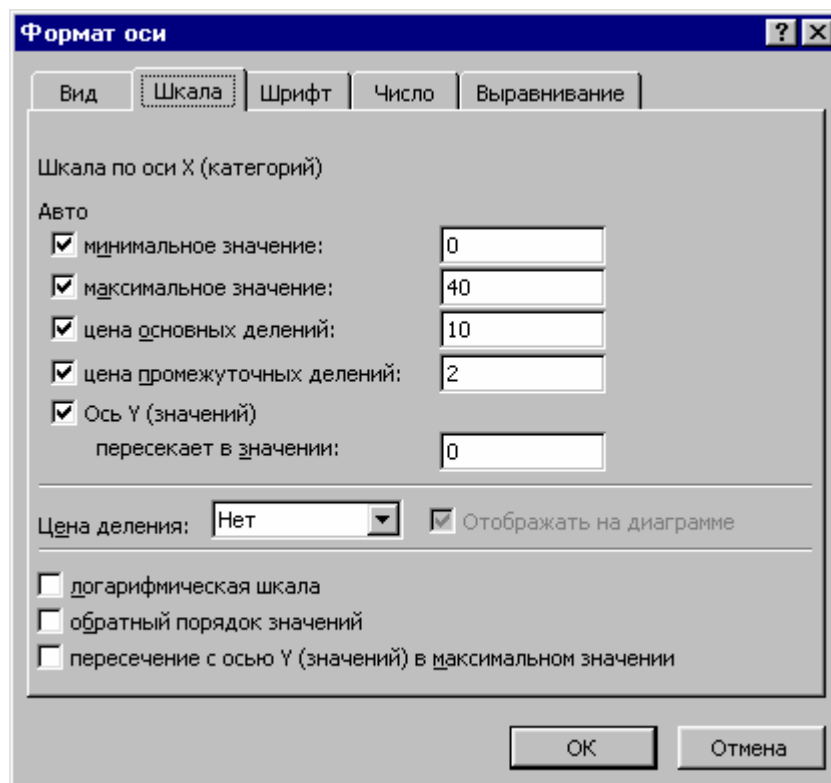 Формат оси
Вид Шкала Шрифт Число Выравнивание
Шкала по оси X (категорий)
Авто
минимальное значение: 0
максимальное значение: 40
цена основных делений: 10
цена промежуточных делений: 2
Ось Y (значений)
пересекает в значении: 0
Цена деления: Нет Отображать на диаграмме
логарифмическая шкала
обратный порядок значений
пересечение с осью Y (значений) в максимальном значении
OK Отмена